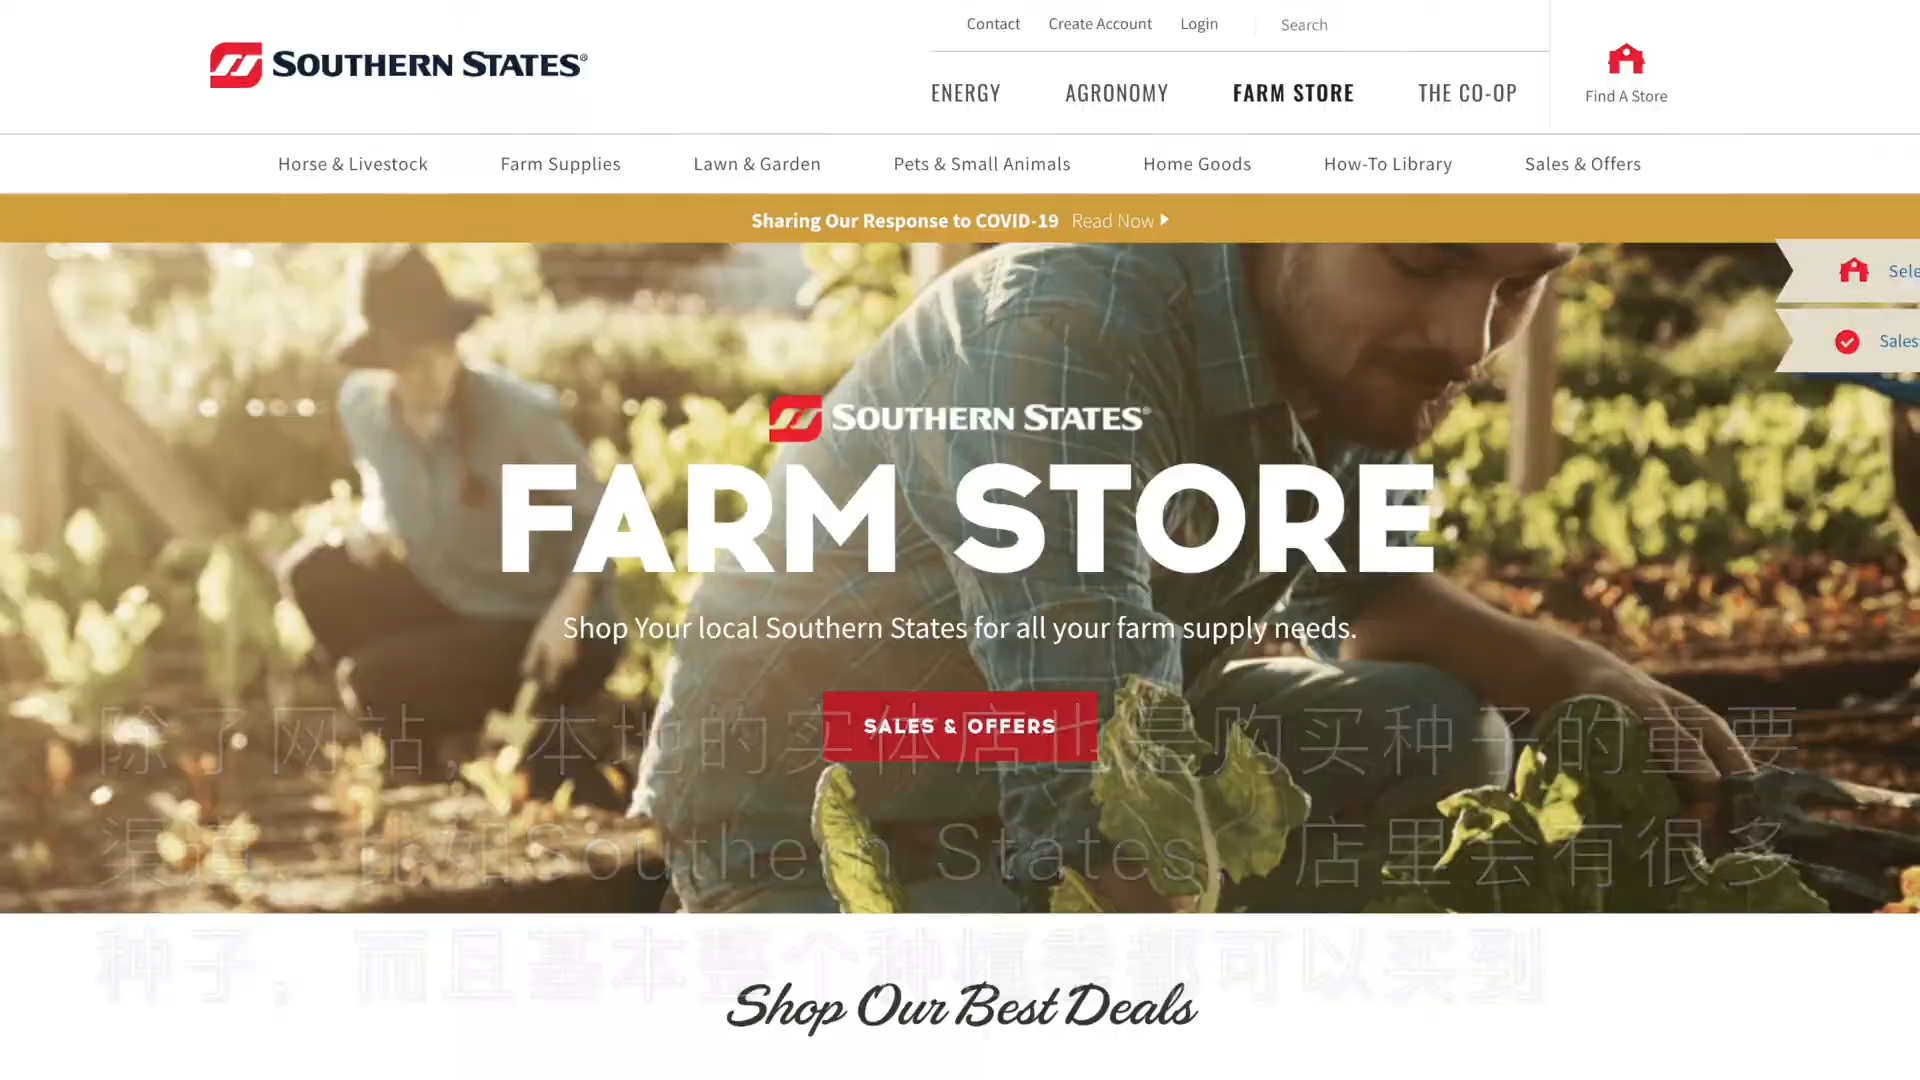 Contact Create Account Login Search
SOUTHERN STATES®
ENERGY AGRONOMY FARM STORE THE CO-OP
Find A Store
Horse & Livestock Farm Supplies Lawn & Garden Pets & Small Animals Home Goods How-To Library Sales & Offers
Sharing Our Response to COVID-19 Read Now
Sele
Sales
SOUTHERN STATES®
FARM STORE
Shop Your local Southern States for all your farm supply needs.
SALES & OFFERS
除了网站，本地的实体店也是购买种子的重要
渠道，比如Southern States，店里会有很多
种子，而且基本整个种植季都可以买到
Shop Our Best Deals